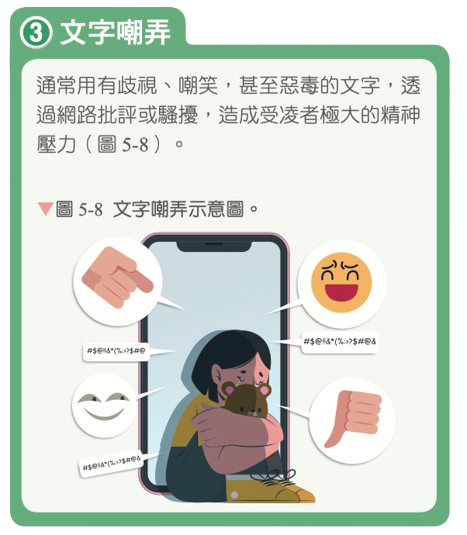 3 文字嘲弄
通常用有歧視、嘲笑，甚至惡毒的文字，透
過網路批評或騷擾，造成受凌者極大的精神
壓力（圖 5-8）。
▼圖 5-8 文字嘲弄示意圖。
#$@!!&*(%:>?$#@
#$@!!&*(%:>?$#@&
#$@!!&*(%:>?$#@&